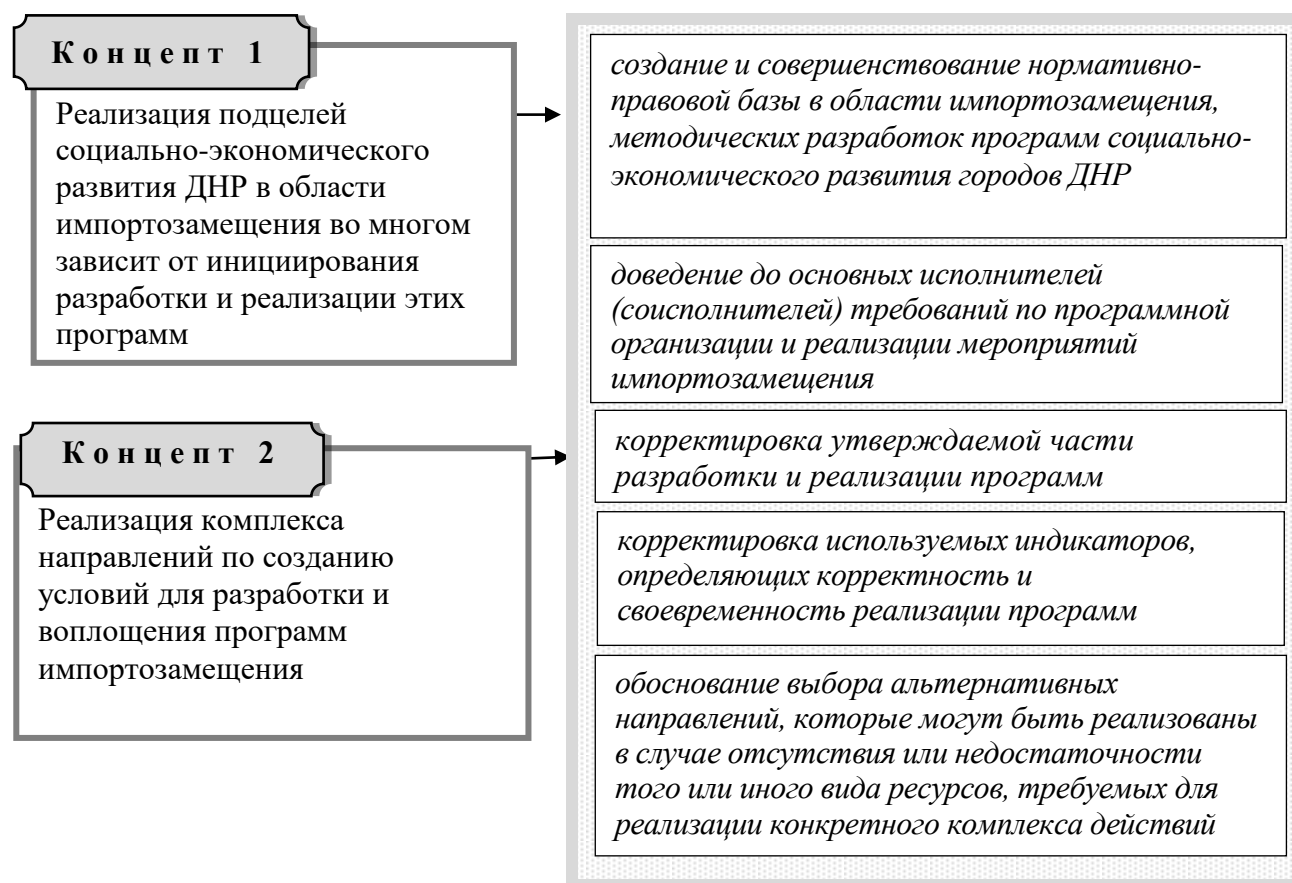 Концепт 1
Реализация подцелей
социально-экономического
развития ДНР в области
импортозамещения во многом
зависит от инициирования
разработки и реализации этих
программ
Концепт 2
Реализация комплекса
направлений по созданию
условий для разработки и
воплощения программ
импортозамещения
создание и совершенствование нормативно-
правовой базы в области импортозамещения,
методических разработок программ социально-
экономического развития городов ДНР
доведение до основных исполнителей
(соисполнителей) требований по программной
организации и реализации мероприятий
импортозамещения
корректировка утверждаемой части
разработки и реализации программ
корректировка используемых индикаторов,
определяющих корректность и
своевременность реализации программ
обоснование выбора альтернативных
направлений, которые могут быть реализованы
в случае отсутствия или недостаточности
того или иного вида ресурсов, требуемых для
реализации конкретного комплекса действий